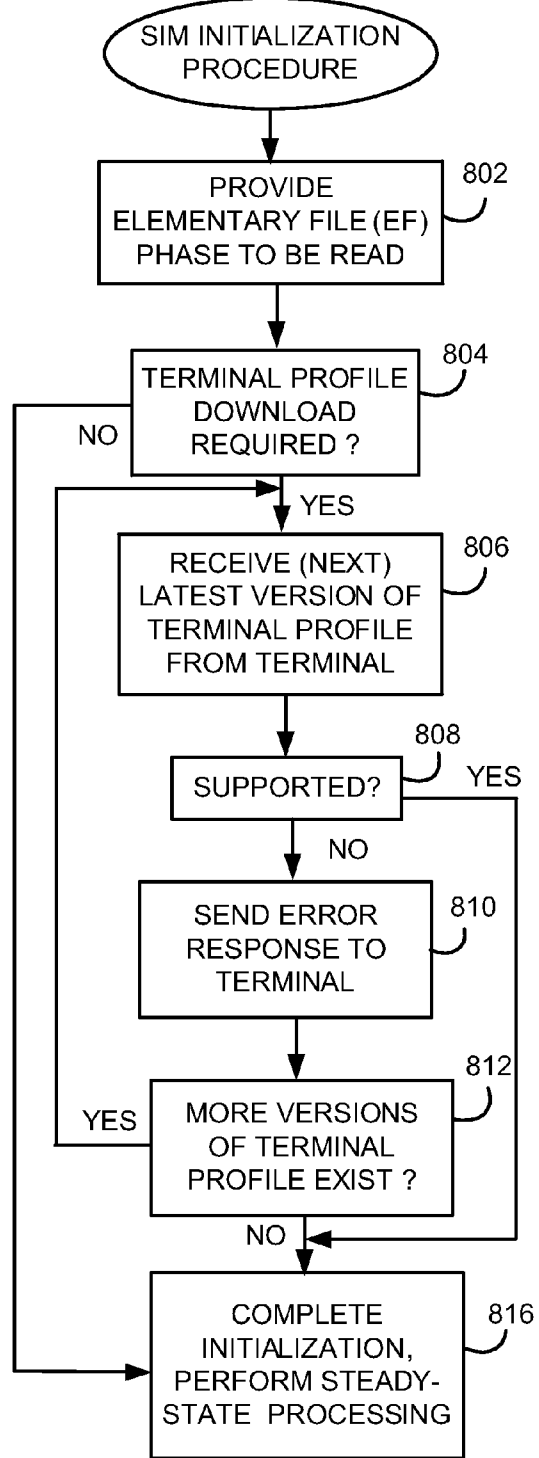 SIM INITIALIZATION
PROCEDURE
802
PROVIDE
ELEMENTARY FILE (EF)
PHASE TO BE READ
804
TERMINAL PROFILE
DOWNLOAD
REQUIRED ?
NO
YES
806
RECEIVE (NEXT)
LATEST VERSION OF
TERMINAL PROFILE
FROM TERMINAL
808
SUPPORTED?
YES
NO
810
SEND ERROR
RESPONSE TO
TERMINAL
812
YES
MORE VERSIONS
OF TERMINAL
PROFILE EXIST ?
NO
816
COMPLETE
INITIALIZATION,
PERFORM STEADY-
STATE PROCESSING